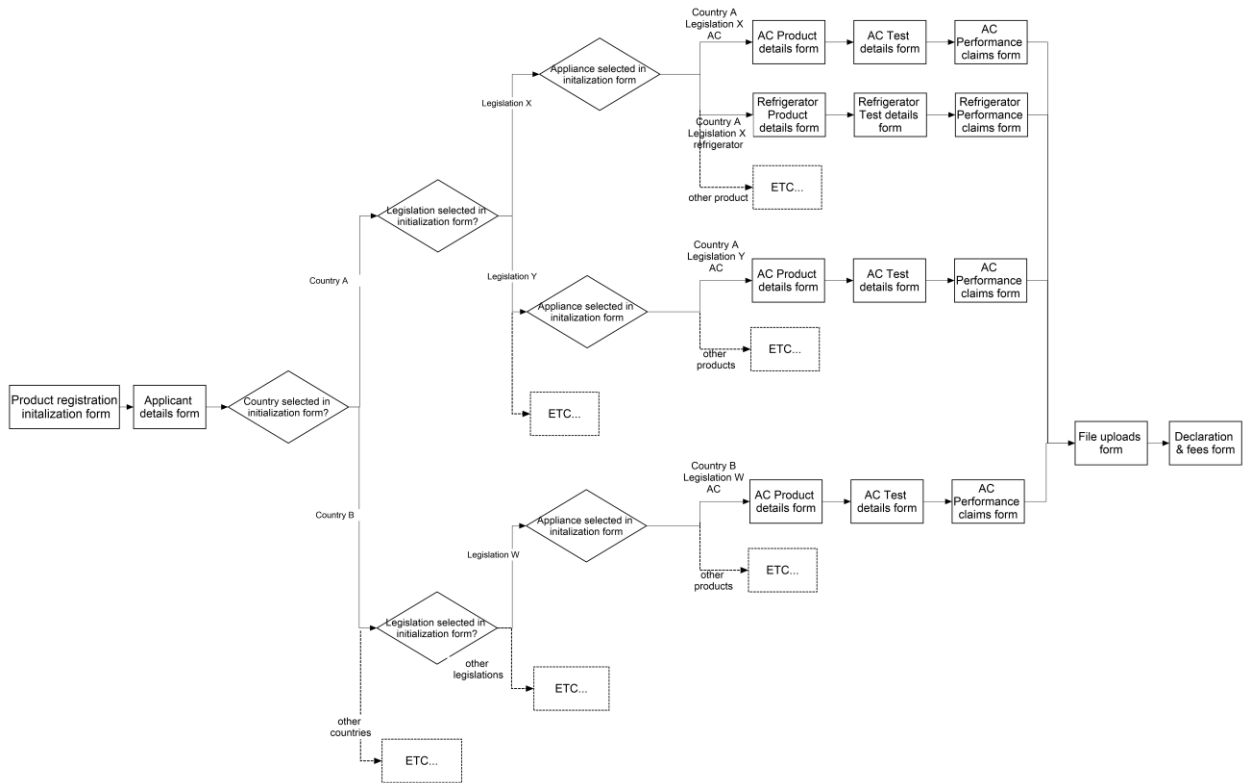 Country A
Legislation X
AC
AC Product
details form
AC Test
details form
AC
Performance
claims form
Appliance selected in
initalization form
Legislation X
Refrigerator
Product
details form
Refrigerator
Test details
form
Refrigerator
Performance
claims form
Country A
Legislation X
refrigerator
ETC...
other product
Legislation selected in
initialization form?
Country A
Legislation Y
Country A
Legislation Y
AC
AC Product
details form
AC Test
details form
AC
Performance
claims form
Appliance selected in
initalization form
ETC...
other
products
Product registration
initalization form
Applicant
details form
Country selected in
initialization form?
ETC...
File uploads
form
Declaration
& fees form
Country B
Country B
Legislation W
AC
AC Product
details form
AC Test
details form
AC
Performance
claims form
Appliance selected in
initalization form
Legislation W
ETC...
other
products
Legislation selected in
initialization form?
other
legislations
ETC...
other
countries
ETC...